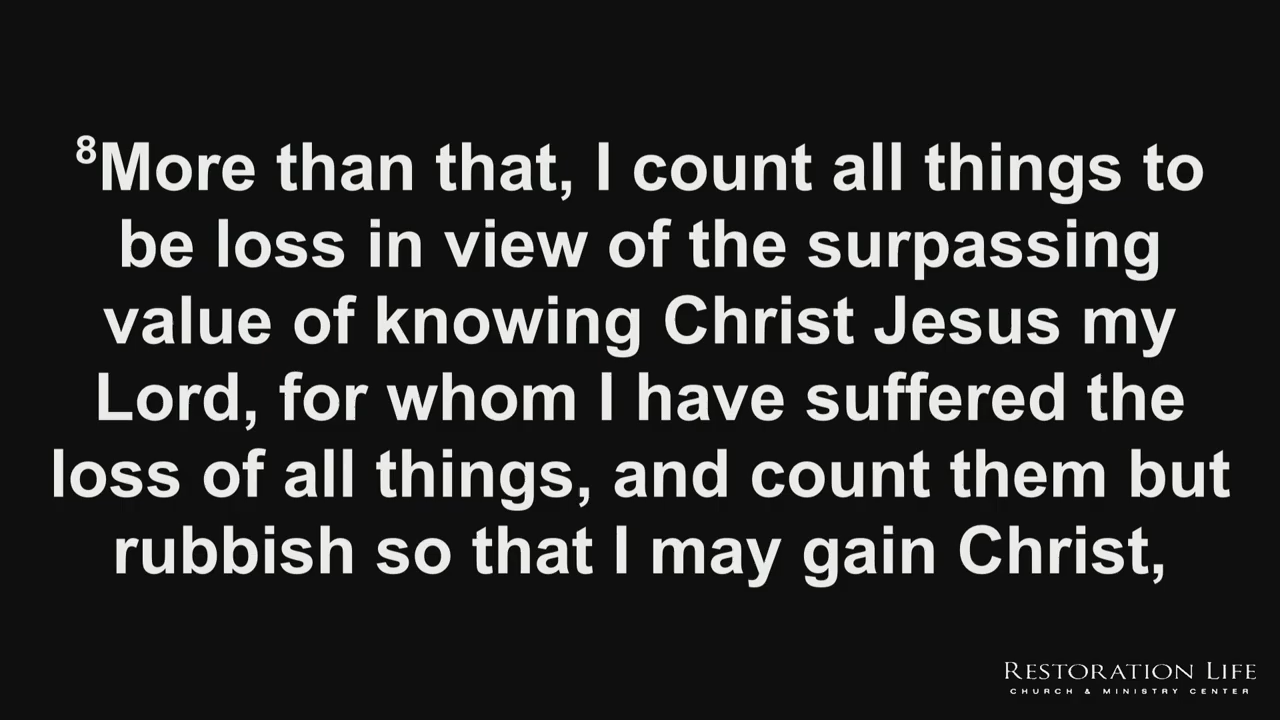 ⁸More than that, I count all things to
be loss in view of the surpassing
value of knowing Christ Jesus my
Lord, for whom I have suffered the
loss of all things, and count them but
rubbish so that I may gain Christ,
RESTORATION LIFE
CHURCH & MINISTRY CENTER